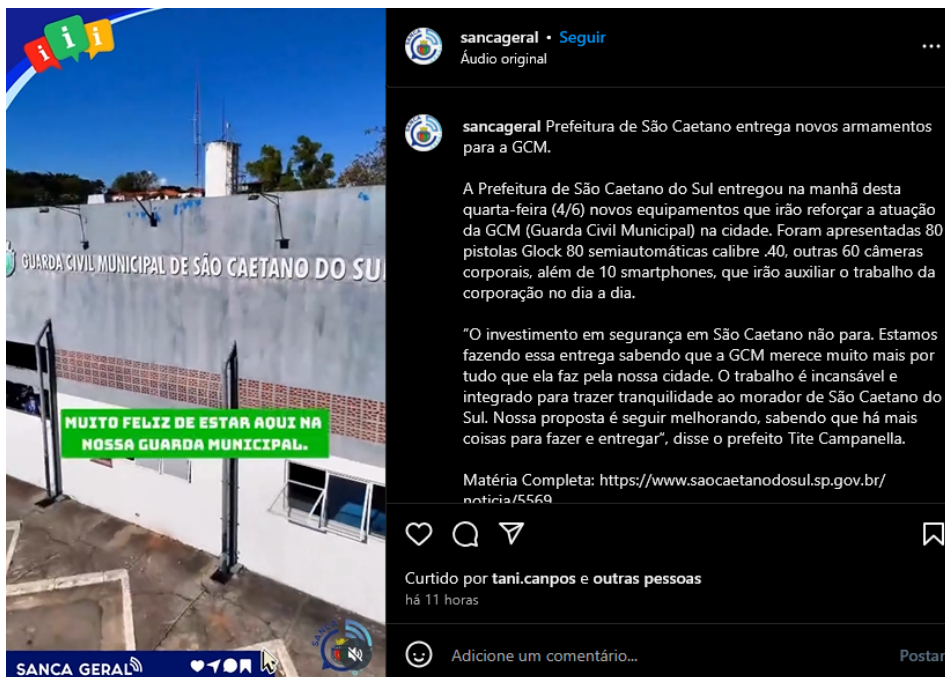 i i i
GUARDA CIVIL MUNICIPAL DE SÃO CAETANO DO SU
MUITO FELIZ DE ESTAR AQUI NA
NOSSA GUARDA MUNICIPAL.
SANCA GERAL
sancageral • Seguir
Áudio original
sancageral Prefeitura de São Caetano entrega novos armamentos
para a GCM.
A Prefeitura de São Caetano do Sul entregou na manhã desta
quarta-feira (4/6) novos equipamentos que irão reforçar a atuação
da GCM (Guarda Civil Municipal) na cidade. Foram apresentadas 80
pistolas Glock 80 semiautomáticas calibre .40, outras 60 câmeras
corporais, além de 10 smartphones, que irão auxiliar o trabalho da
corporação no dia a dia.
"O investimento em segurança em São Caetano não para. Estamos
fazendo essa entrega sabendo que a GCM merece muito mais por
tudo que ela faz pela nossa cidade. O trabalho é incansável e
integrado para trazer tranquilidade ao morador de São Caetano do
Sul. Nossa proposta é seguir melhorando, sabendo que há mais
coisas para fazer e entregar", disse o prefeito Tite Campanella.
Matéria Completa: https://www.saocaetanodosul.sp.gov.br/
noticia/5569
Curtido por tani.canpos e outras pessoas
há 11 horas
Adicione um comentário...
Postar